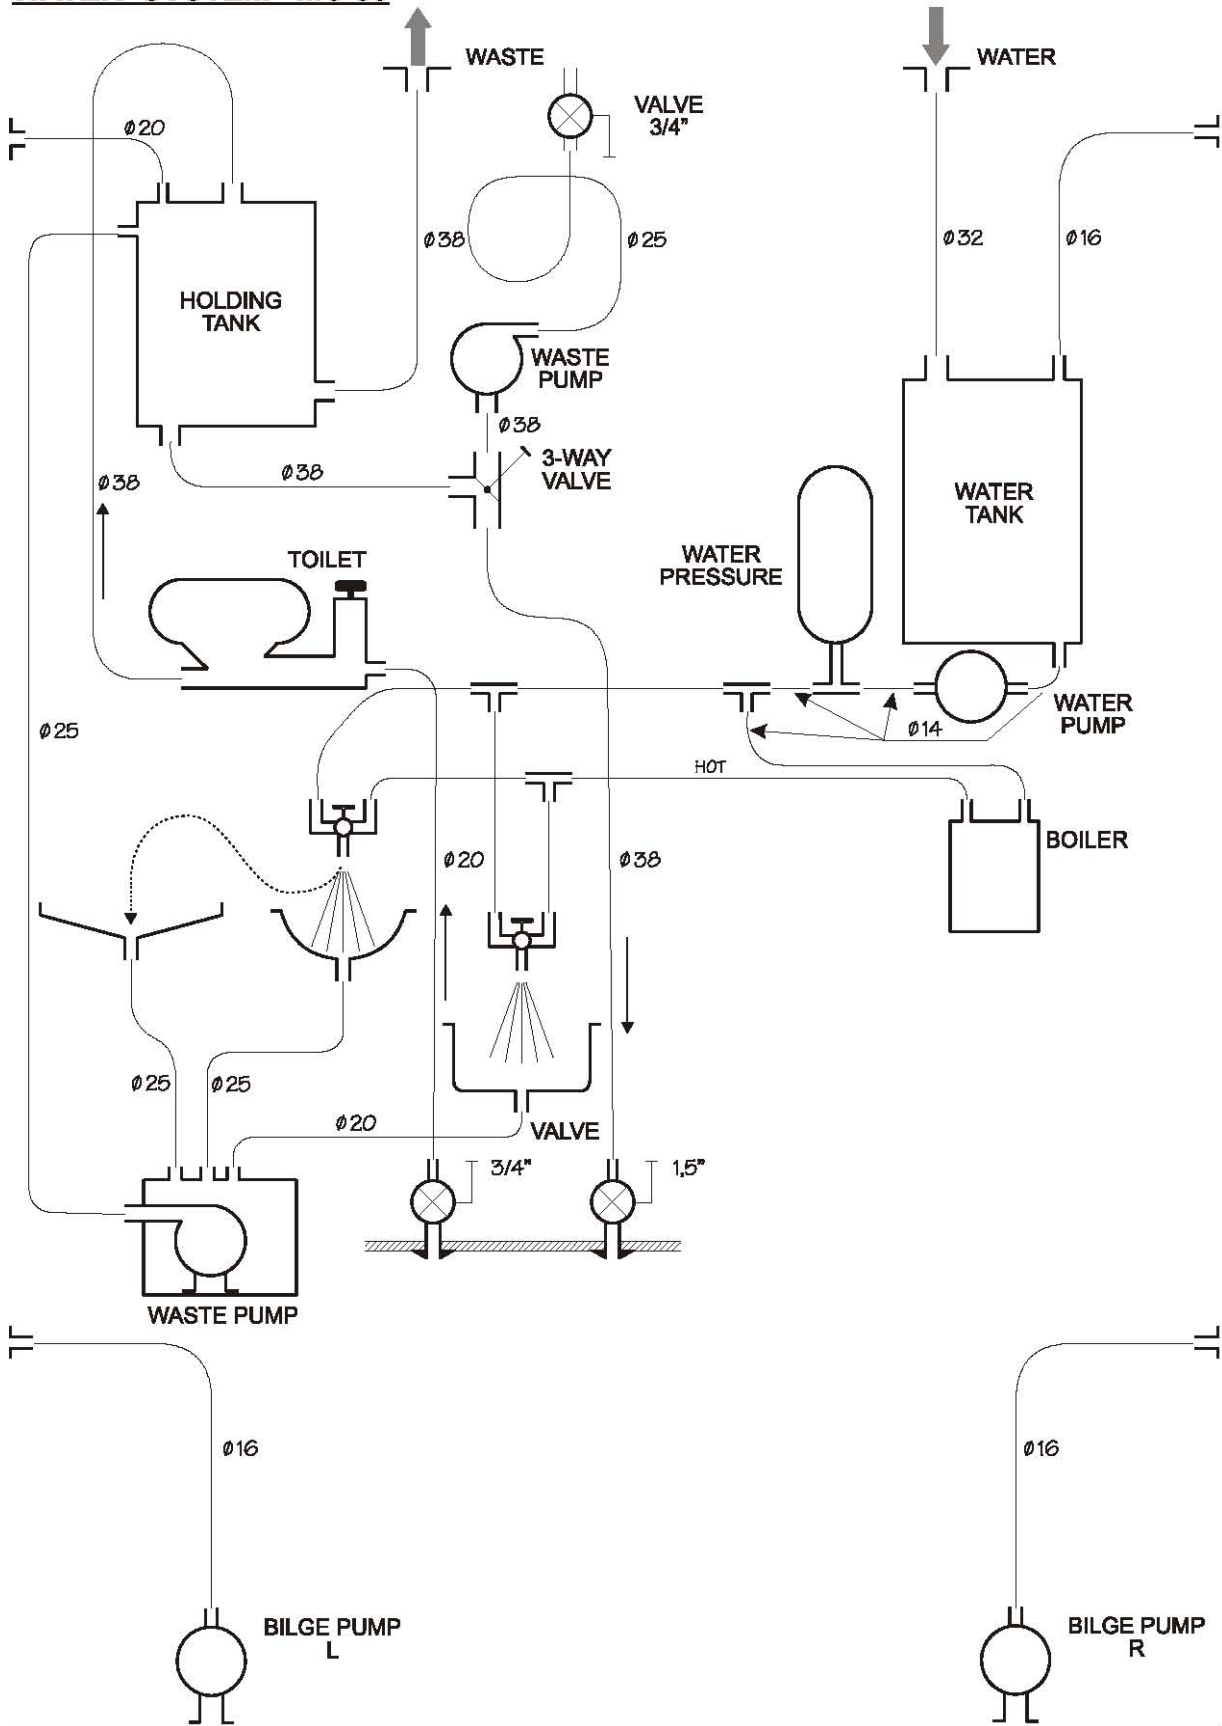 WASTE
WATER
VALVE
3/4"
ø20
ø38
ø25
ø32
ø16
HOLDING
TANK
WASTE
PUMP
ø38
3-WAY
VALVE
ø38
ø38
WATER
TANK
TOILET
WATER
PRESSURE
WATER
PUMP
ø25
ø14
HOT
BOILER
ø20
ø38
ø25
ø25
ø20
VALVE
3/4"
1,5"
WASTE PUMP
ø16
ø16
BILGE PUMP
L
BILGE PUMP
R